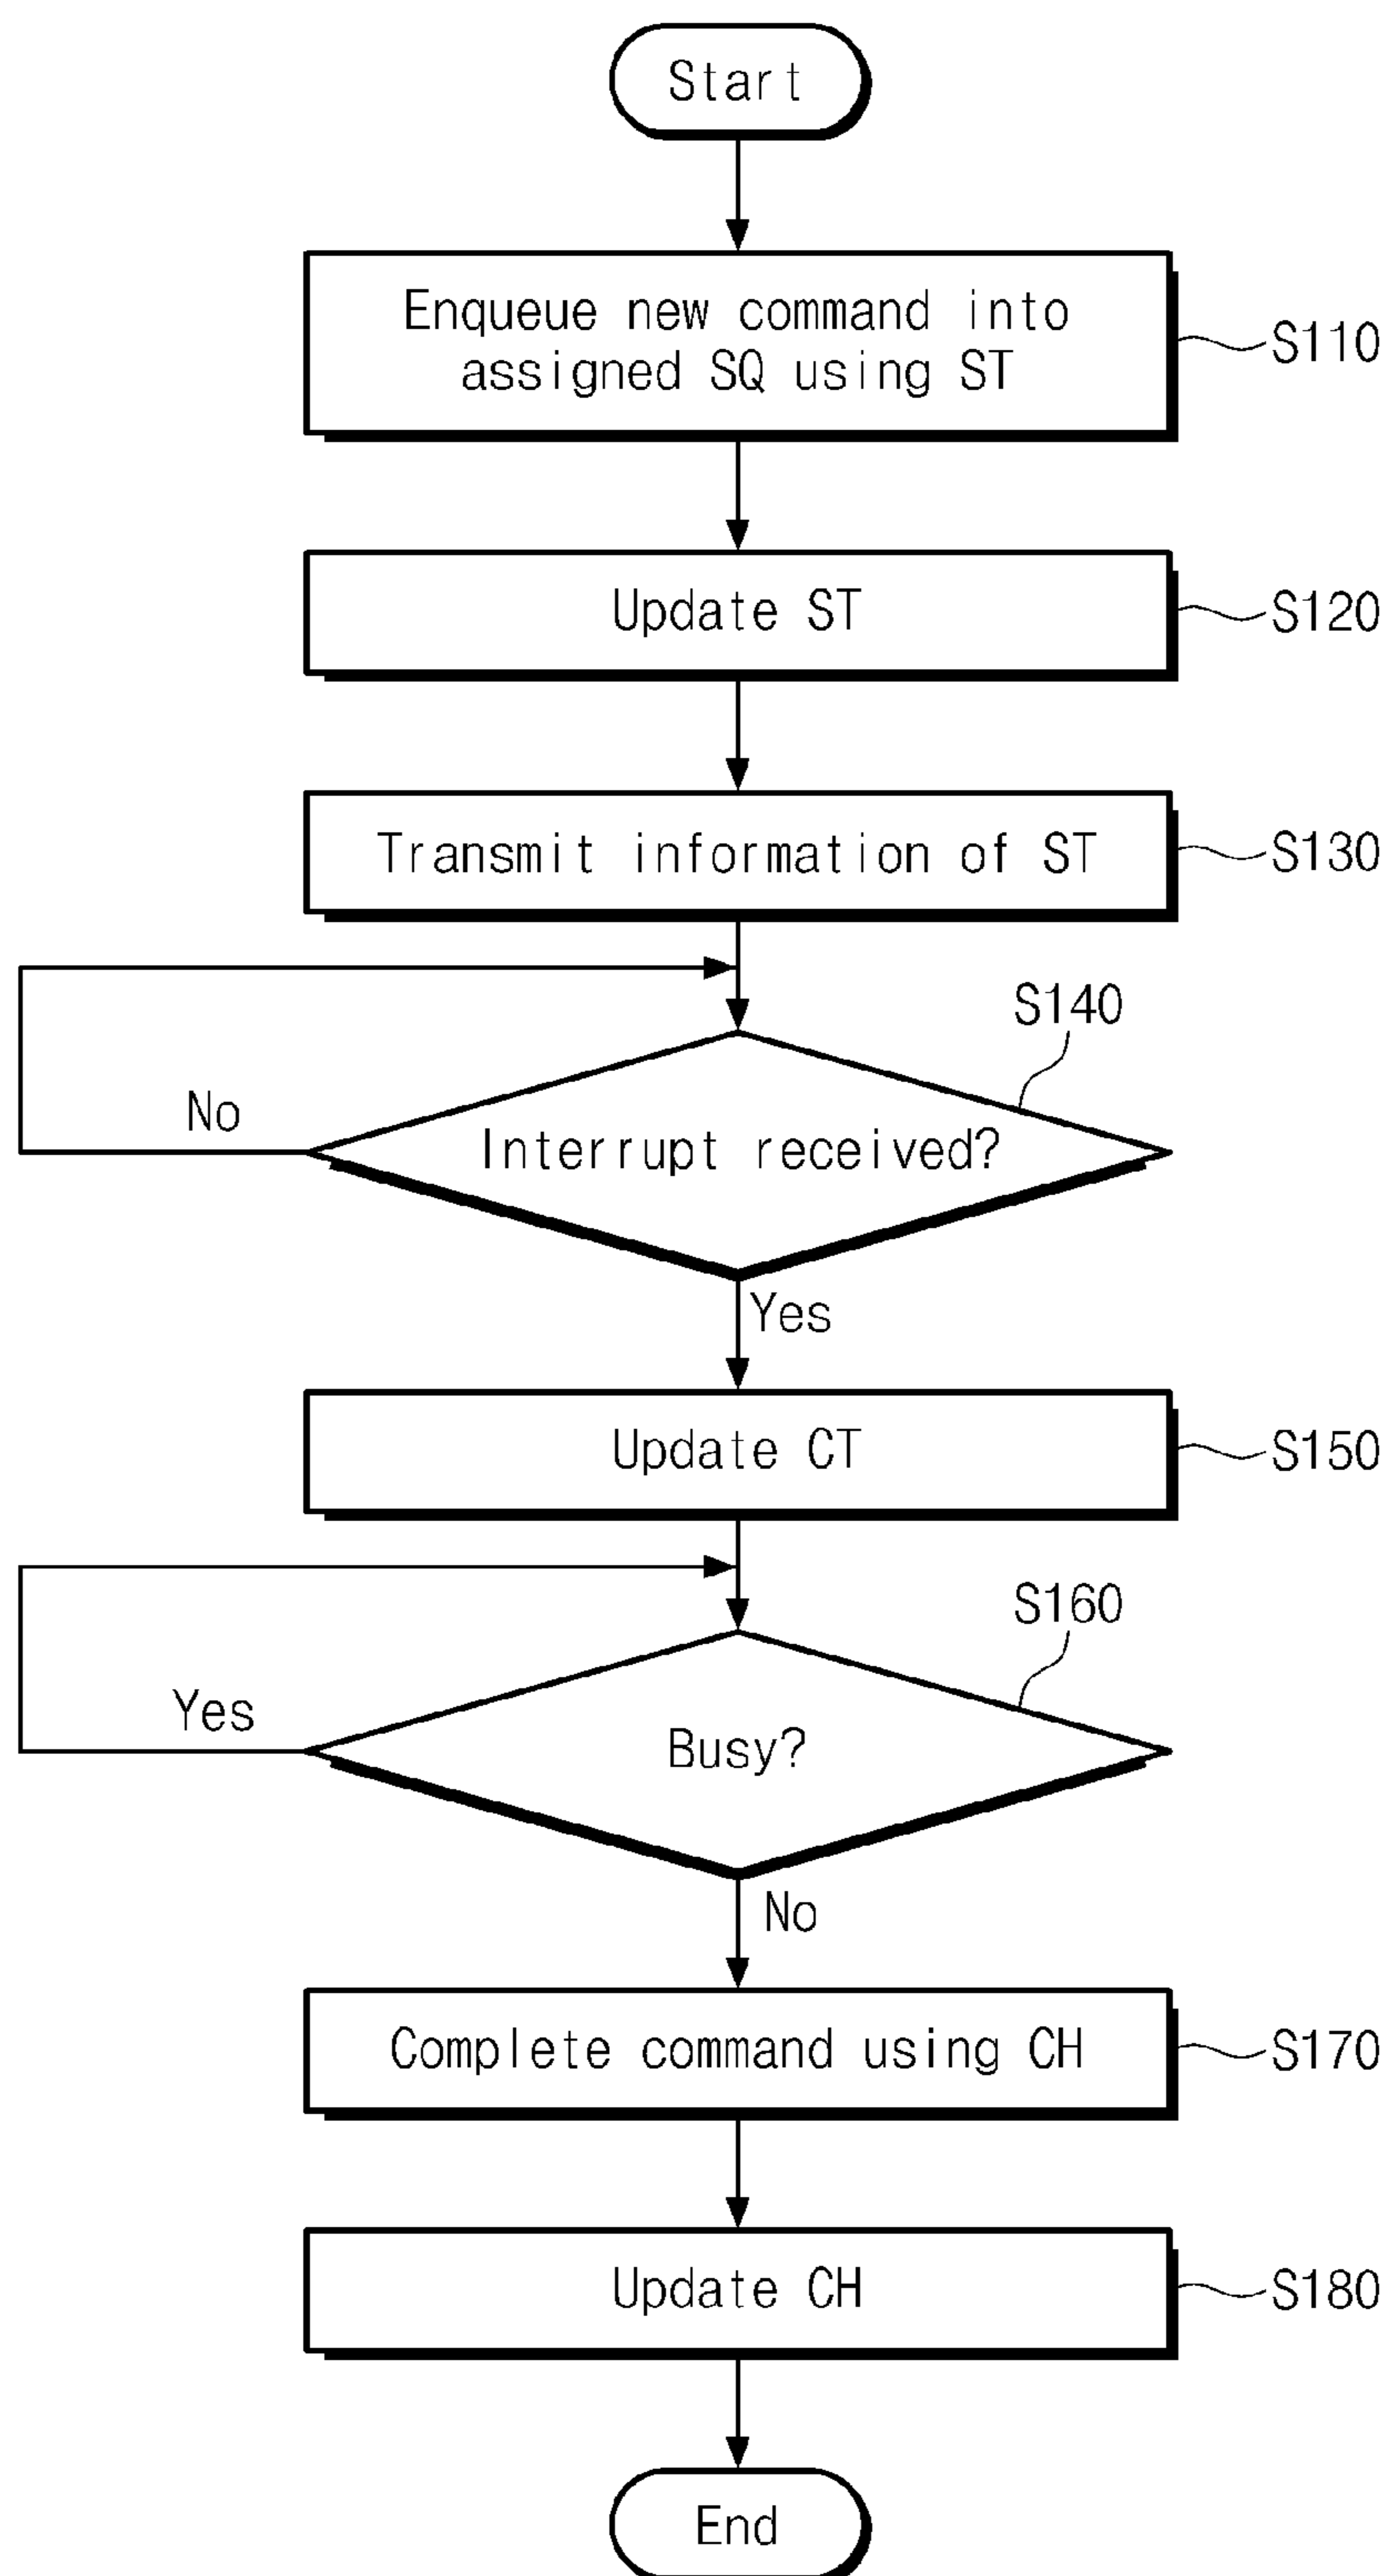 Start
Enqueue new command into
assigned SQ using ST
S110
Update ST
S120
Transmit information of ST
S130
S140
No
Interrupt received?
Yes
Update CT
S150
S160
Yes
Busy?
No
Complete command using CH
S170
Update CH
S180
End